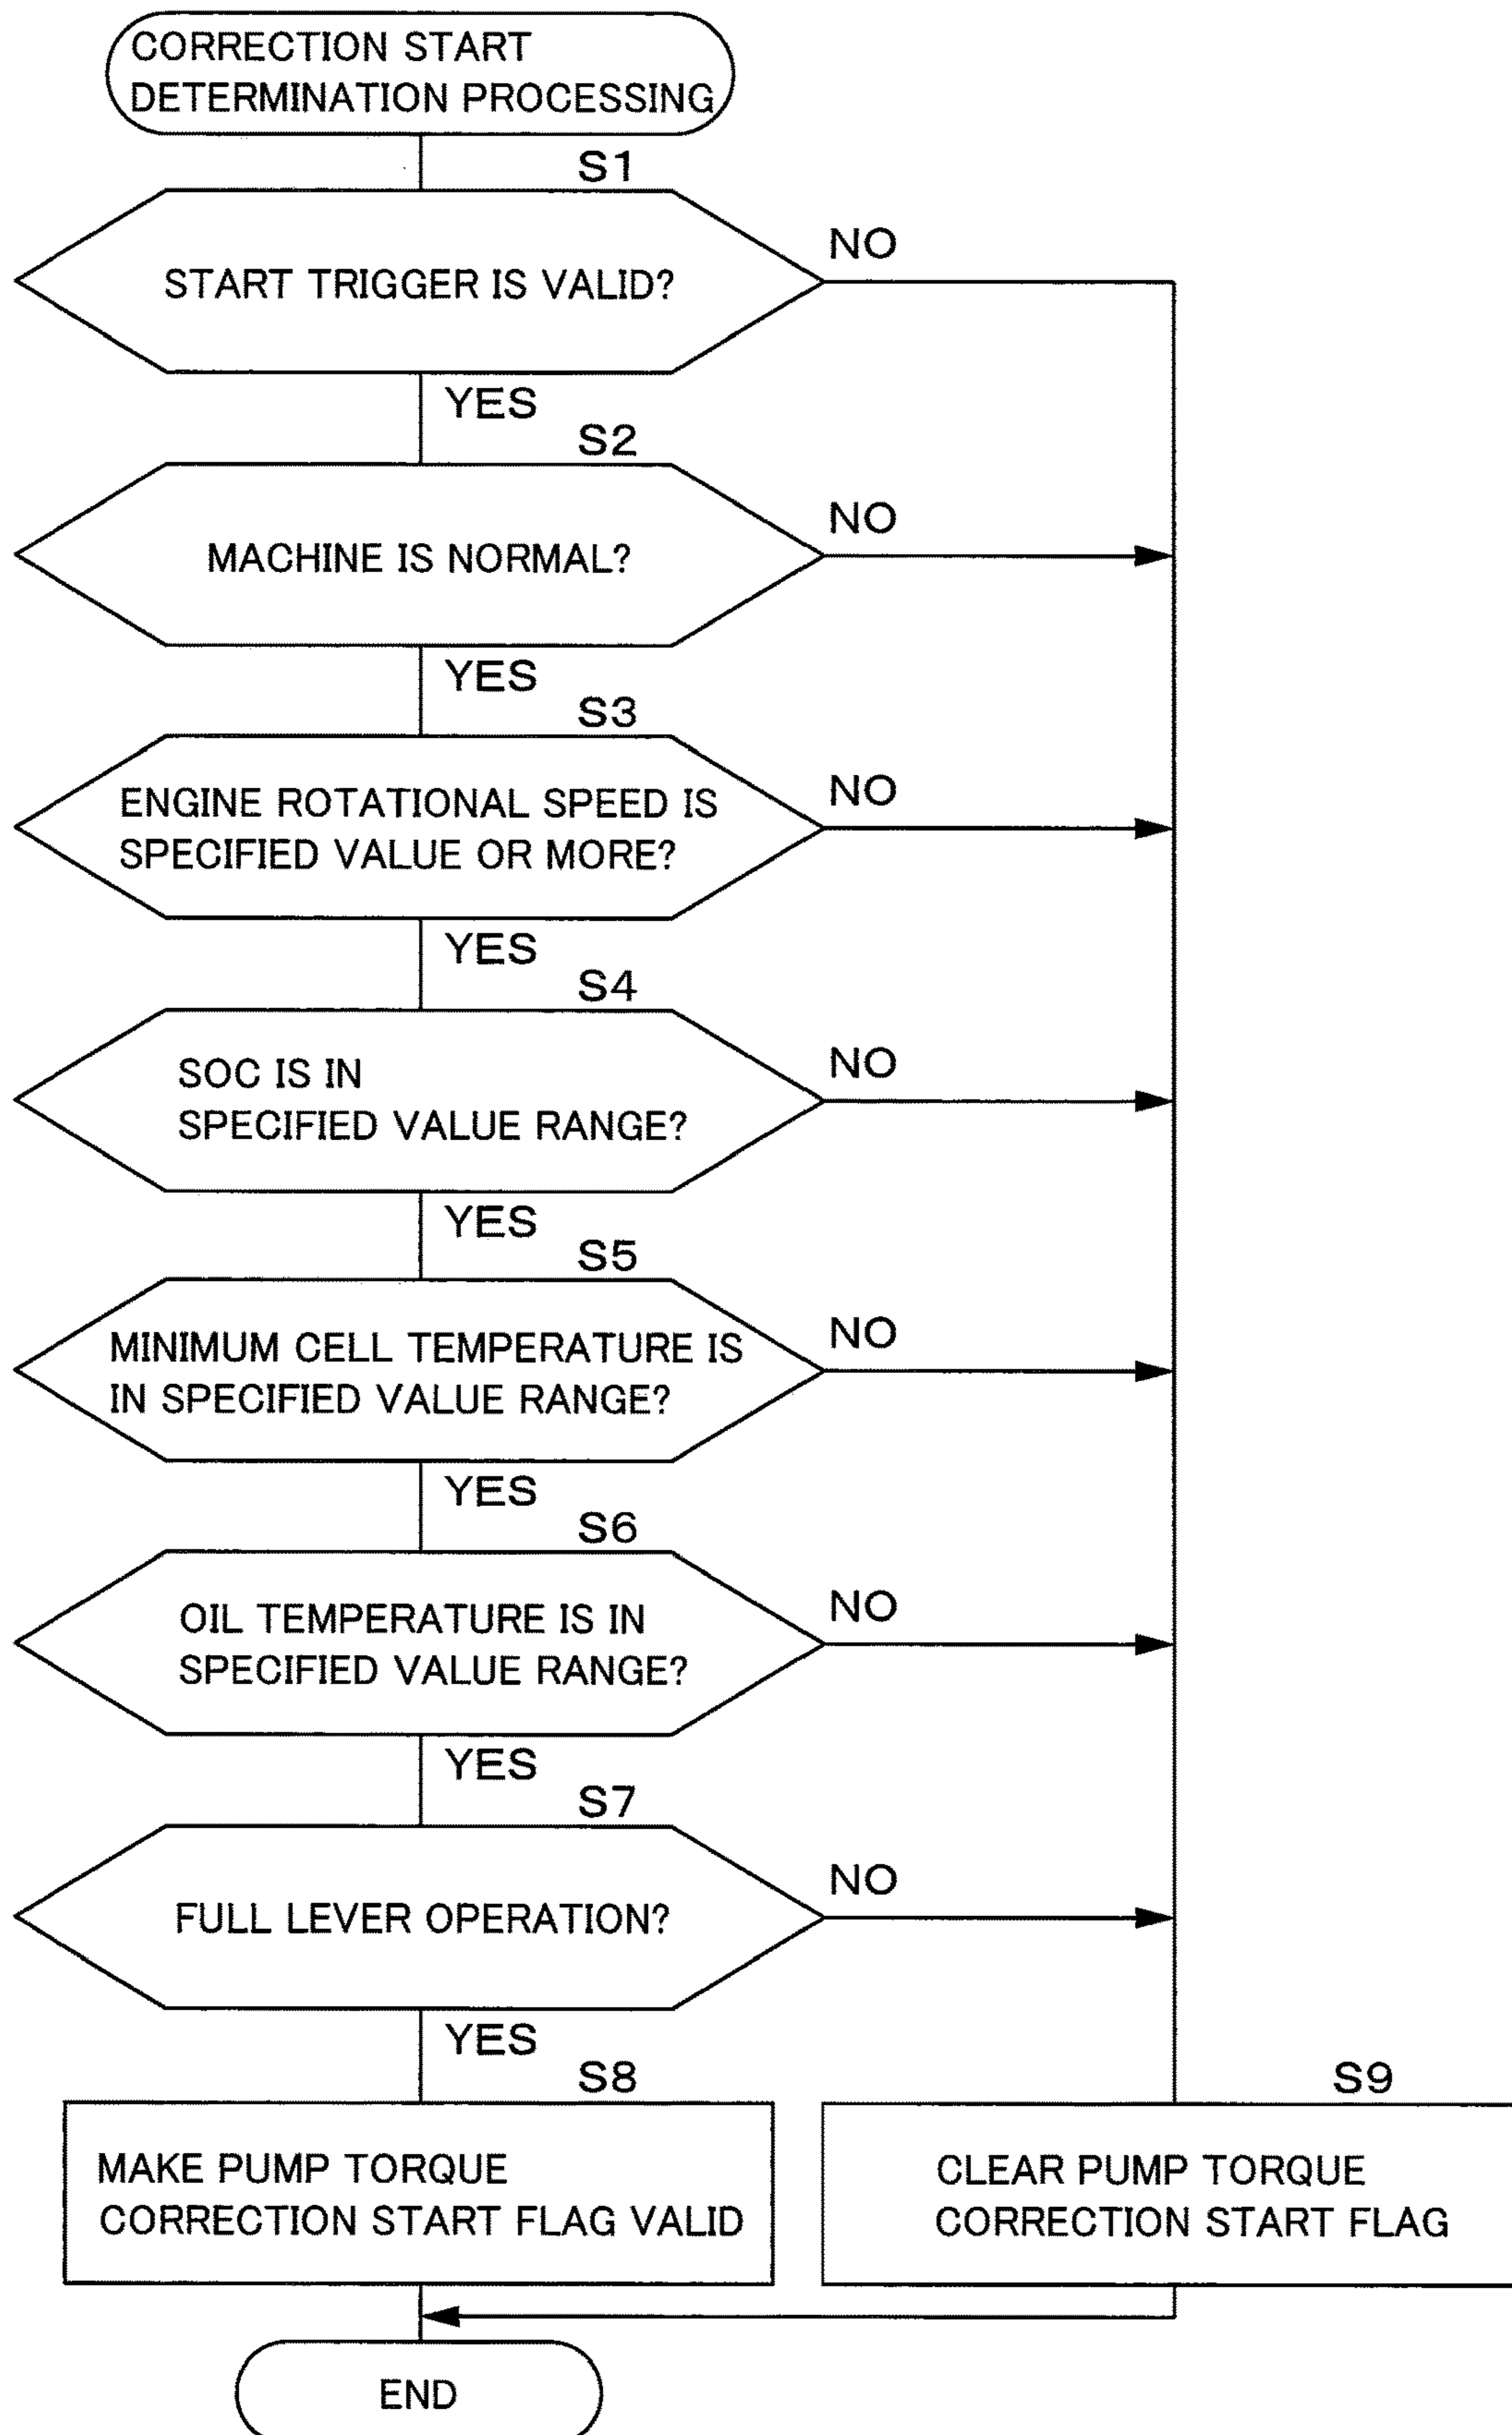 CORRECTION START
DETERMINATION PROCESSING
S1
START TRIGGER IS VALID?
NO
YES
S2
MACHINE IS NORMAL?
NO
YES
S3
ENGINE ROTATIONAL SPEED IS
SPECIFIED VALUE OR MORE?
NO
YES
S4
SOC IS IN
SPECIFIED VALUE RANGE?
NO
YES
S5
MINIMUM CELL TEMPERATURE IS
IN SPECIFIED VALUE RANGE?
NO
YES
S6
OIL TEMPERATURE IS IN
SPECIFIED VALUE RANGE?
NO
YES
S7
FULL LEVER OPERATION?
NO
YES
S8
MAKE PUMP TORQUE
CORRECTION START FLAG VALID
S9
CLEAR PUMP TORQUE
CORRECTION START FLAG
END